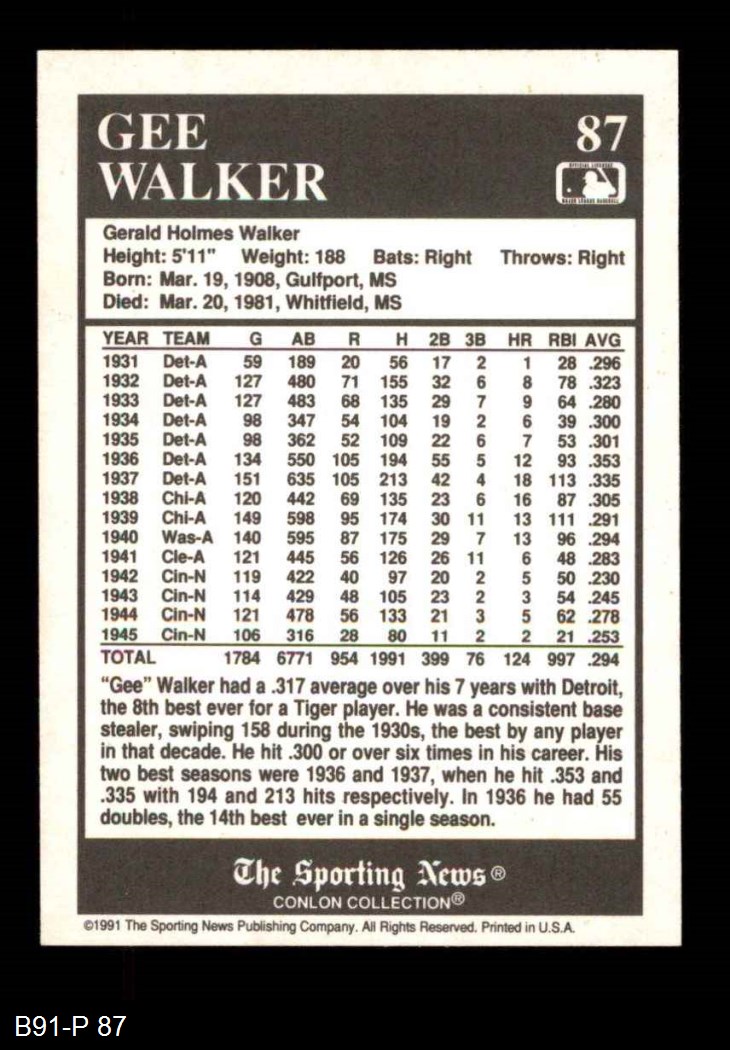 GEE
WALKER
87
Gerald Holmes Walker
Height: 5'11" Weight: 188 Bats: Right Throws: Right
Born: Mar. 19, 1908, Gulfport, MS
Died: Mar. 20, 1981, Whitfield, MS
YEAR TEAM G AB R H 2B 3B HR RBI AVG
1931 Det-A 59 189 20 56 17 2 1 28 .296
1932 Det-A 127 480 71 155 32 6 8 78 .323
1933 Det-A 127 483 68 135 29 7 9 64 .280
1934 Det-A 98 347 54 104 19 2 6 39 .300
1935 Det-A 98 362 52 109 22 6 7 53 .301
1936 Det-A 134 550 105 194 55 5 12 93 .353
1937 Det-A 151 635 105 213 42 4 18 113 .335
1938 Chi-A 120 442 69 135 23 6 16 87 .305
1939 Chi-A 149 598 95 174 30 11 13 111 .291
1940 Was-A 140 595 87 175 29 7 13 96 .294
1941 Cle-A 121 445 56 126 26 11 6 48 .283
1942 Cin-N 119 422 40 97 20 2 5 50 .230
1943 Cin-N 114 429 48 105 23 2 3 54 .245
1944 Cin-N 121 478 56 133 21 3 5 62 .278
1945 Cin-N 106 316 28 80 11 2 2 21 .253
TOTAL 1784 6771 954 1991 399 76 124 997 .294
"Gee" Walker had a .317 average over his 7 years with Detroit,
the 8th best ever for a Tiger player. He was a consistent base
stealer, swiping 158 during the 1930s, the best by any player
in that decade. He hit .300 or over six times in his career. His
two best seasons were 1936 and 1937, when he hit .353 and
.335 with 194 and 213 hits respectively. In 1936 he had 55
doubles, the 14th best ever in a single season.
The Sporting News®
CONLON COLLECTION®
©1991 The Sporting News Publishing Company. All Rights Reserved. Printed in U.S.A.
B91-P 87